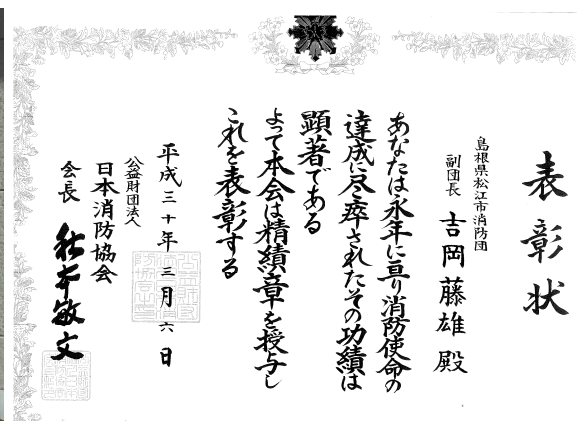 表彰状
島根県松江市消防団
副団長 吉岡藤雄 殿
あなたは永年に亘り消防使命の
達成に尽瘁されたその功績は
顕著である
よって本会は精績章を授与し
これを表彰する
平成三十年三月六日
公益財団法人
日本消防協会
会長 秋本敏文